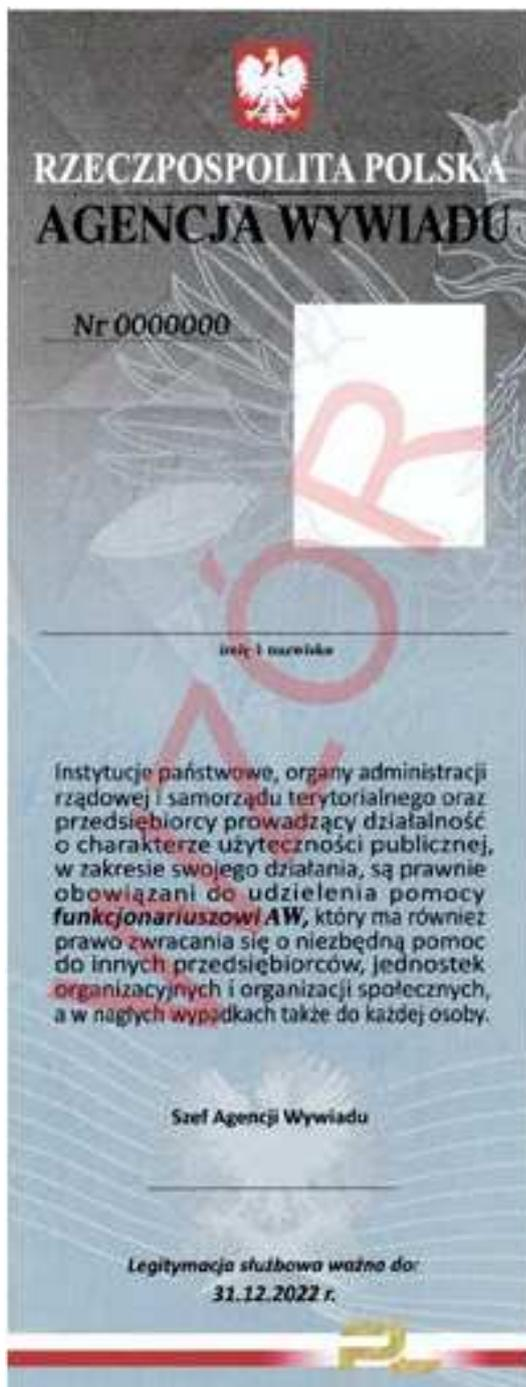 RZECZPOSPOLITA POLSKA
AGENCJA WYWIADU
Nr 0000000
WZÓR
imię i nazwisko
Instytucje państwowe, organy administracji
rządowej i samorządu terytorialnego oraz
przedsiębiorcy prowadzący działalność
o charakterze użyteczności publicznej,
w zakresie swojego działania, są prawnie
obowiązani do udzielenia pomocy
funkcjonariuszowi AW, który ma również
prawo zwracania się o niezbędną pomoc
do innych przedsiębiorców, jednostek
organizacyjnych i organizacji społecznych,
a w nagłych wypadkach także do każdej osoby.
Szef Agencji Wywiadu
Legitymacja służbowa ważna do:
31.12.2022 r.